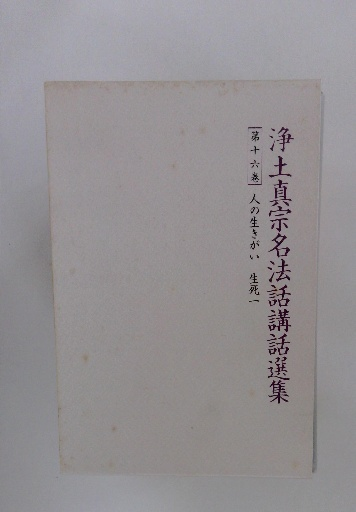 浄土真宗名法話講話選集
第十六巻 人の生きがい 生死一